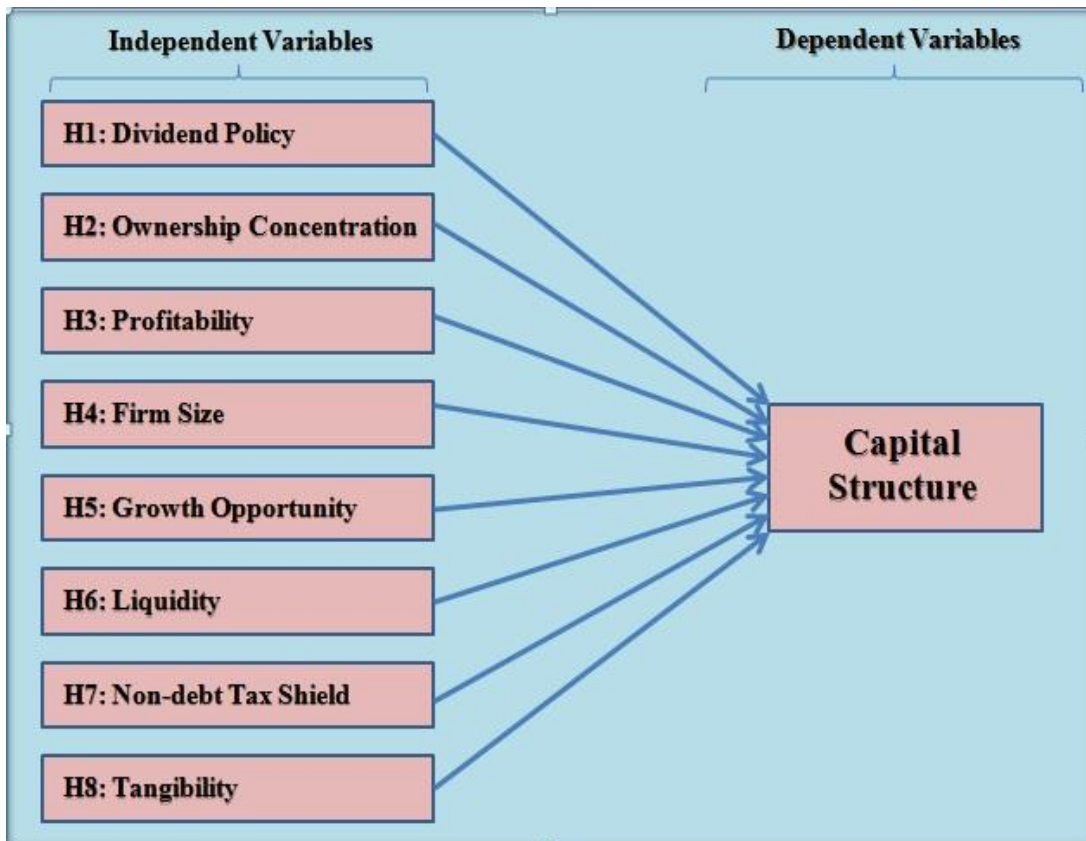 Independent Variables
Dependent Variables
H1: Dividend Policy
H2: Ownership Concentration
H3: Profitability
H4: Firm Size
H5: Growth Opportunity
H6: Liquidity
H7: Non-debt Tax Shield
H8: Tangibility
Capital
Structure